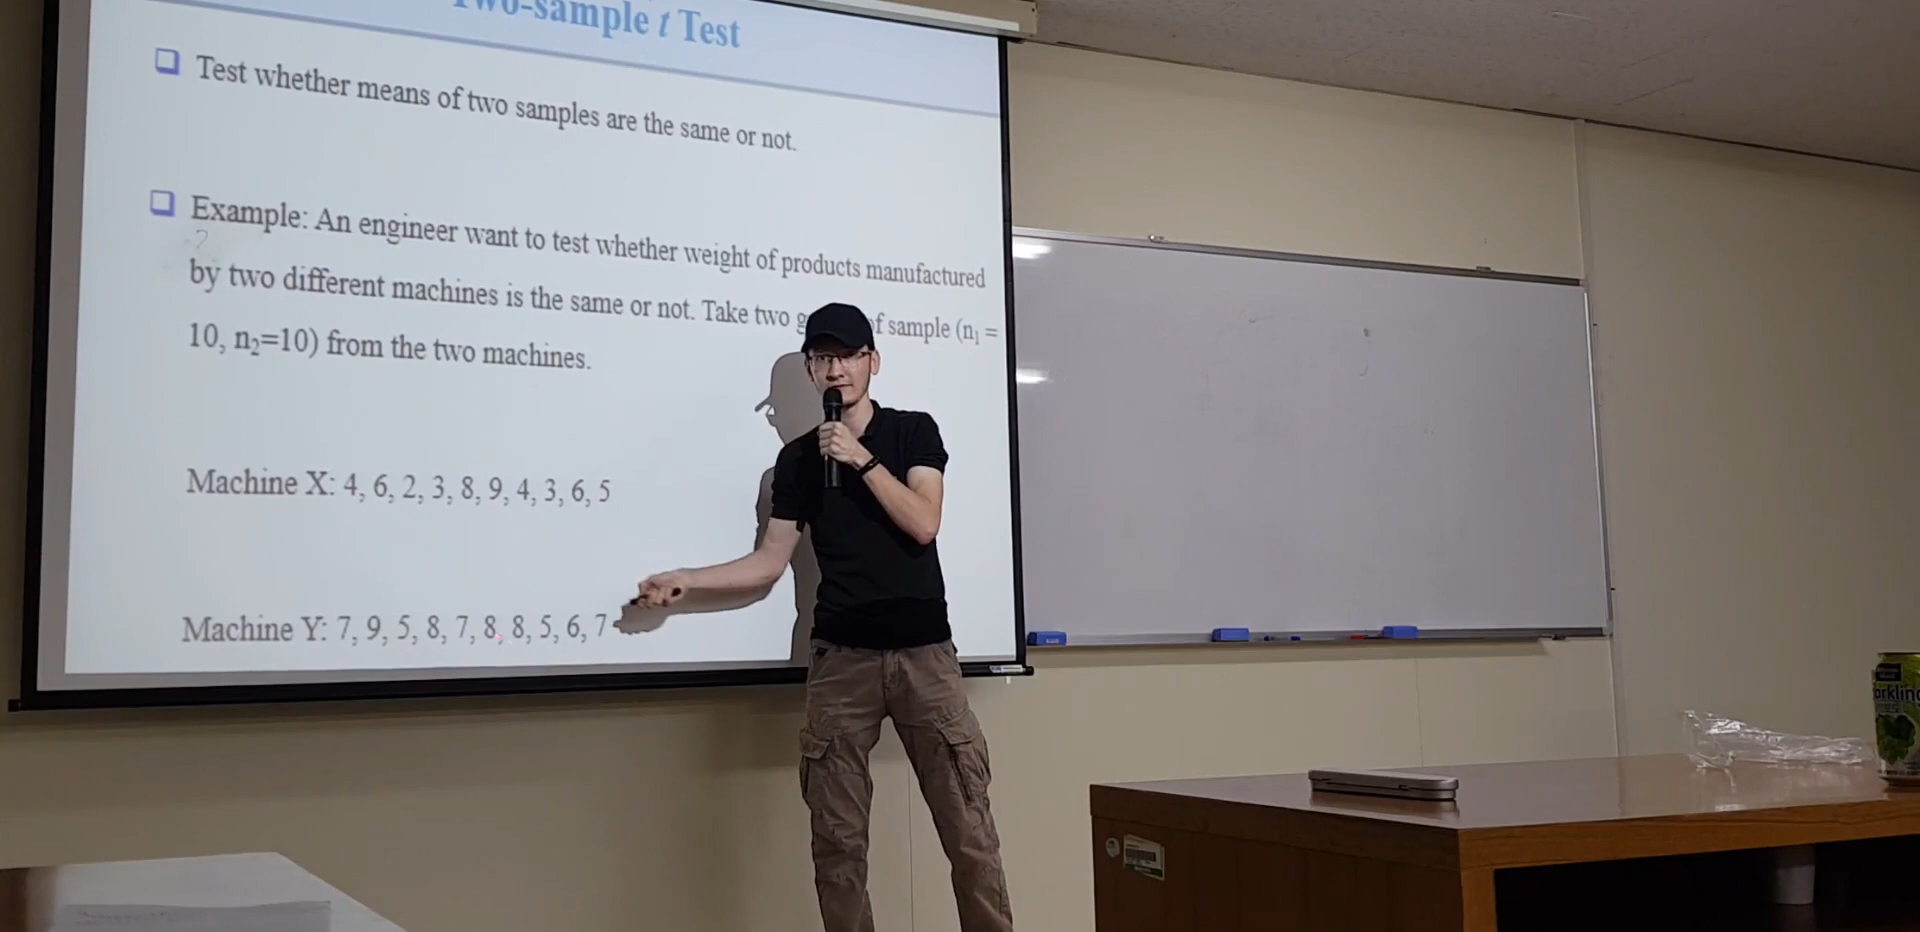 Two-sample t Test
Test whether means of two samples are the same or not.
Example: An engineer want to test whether weight of products manufactured
by two different machines is the same or not. Take two of sample (n₁ =
10, n₂=10) from the two machines.
Machine X: 4, 6, 2, 3, 8, 9, 4, 3, 6, 5
Machine Y: 7, 9, 5, 8, 7, 8, 8, 5, 6, 7